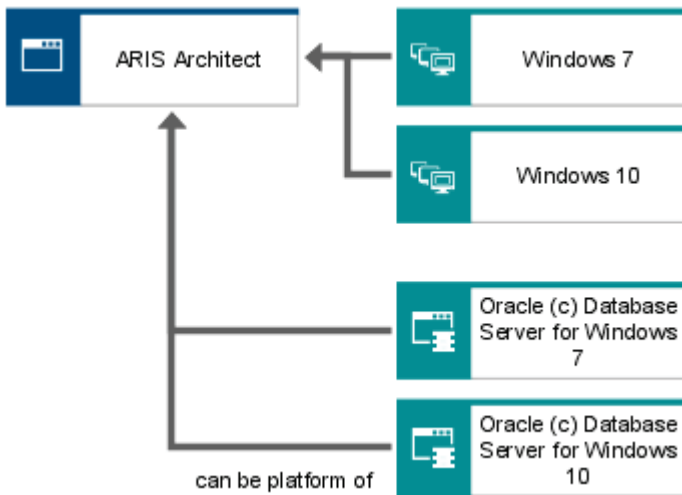 ARIS Architect
Windows 7
Windows 10
Oracle (c) Database
Server for Windows
7
Oracle (c) Database
Server for Windows
10
can be platform of